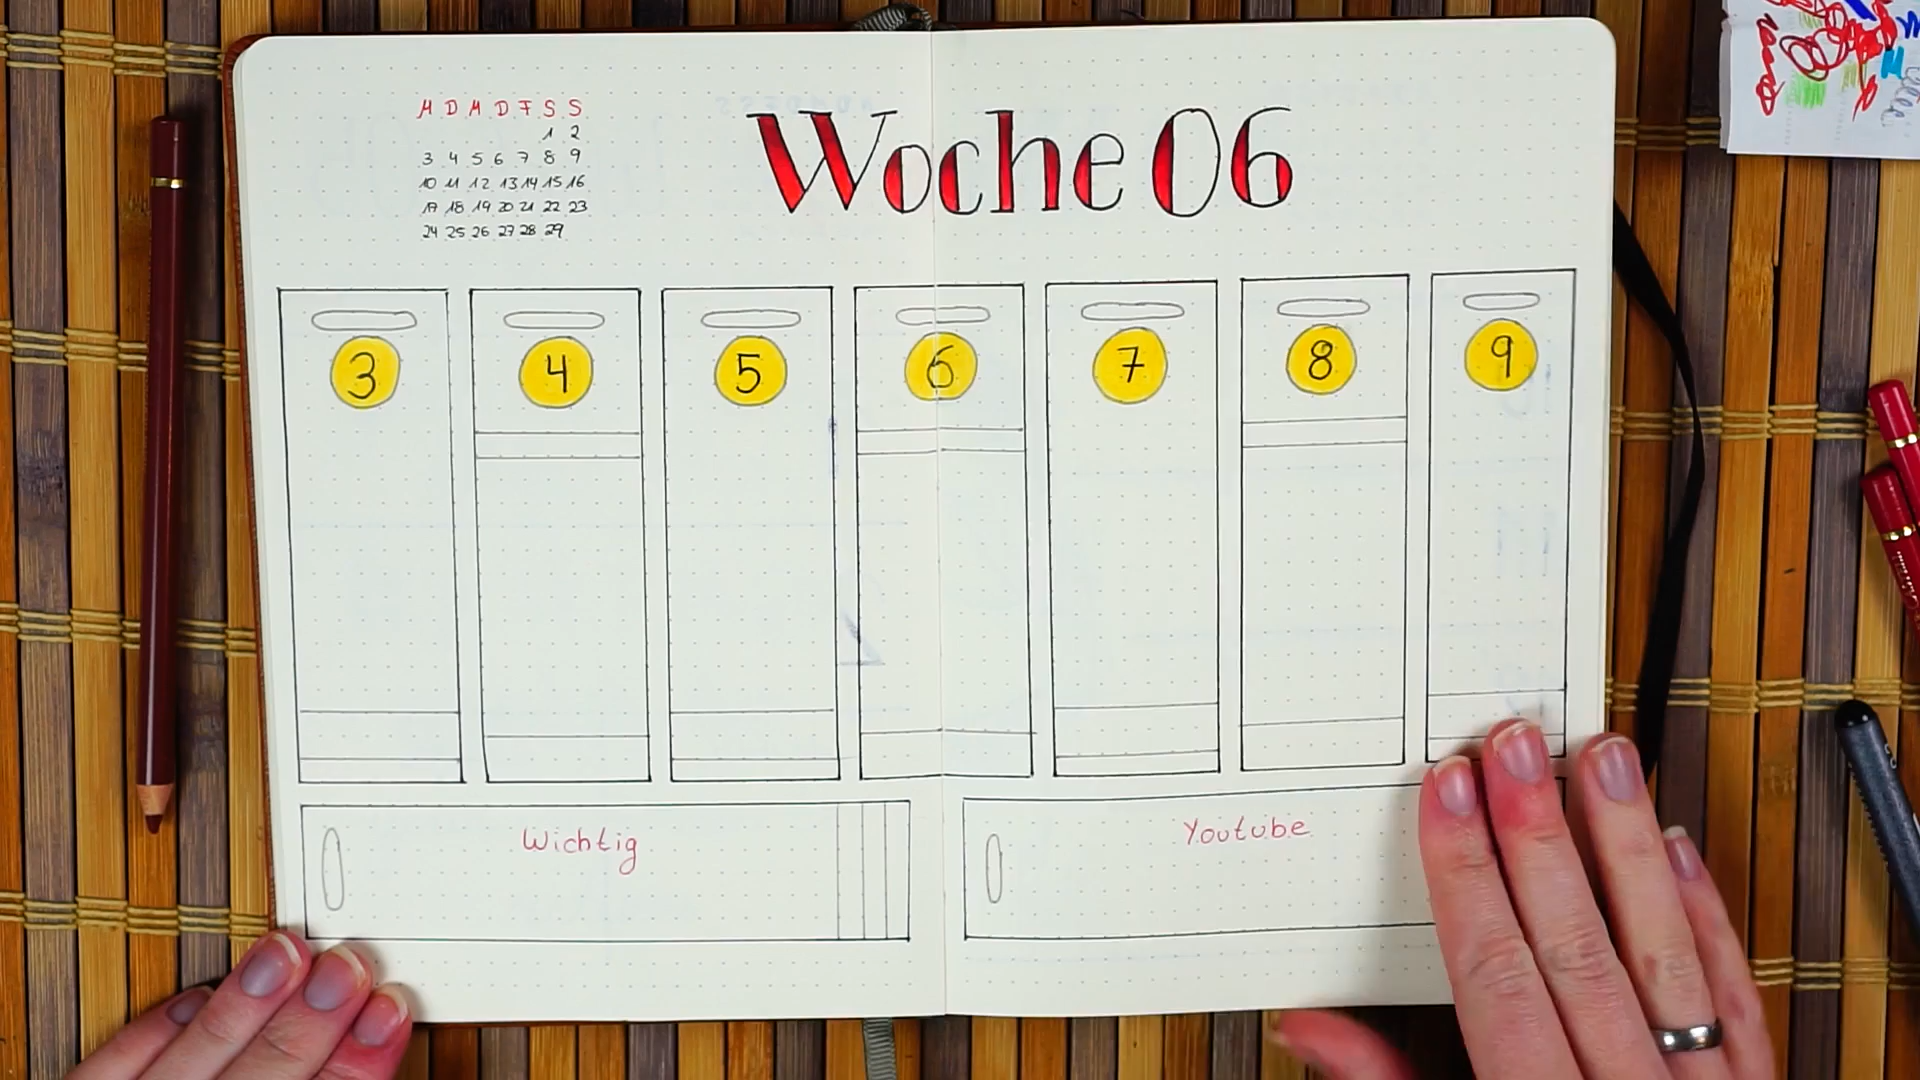 M D M D F S S
1 2
3 4 5 6 7 8 9
10 11 12 13 14 15 16
17 18 19 20 21 22 23
24 25 26 27 28 29
Woche 06
3 4 5 6 7 8 9
Wichtig
Youtube